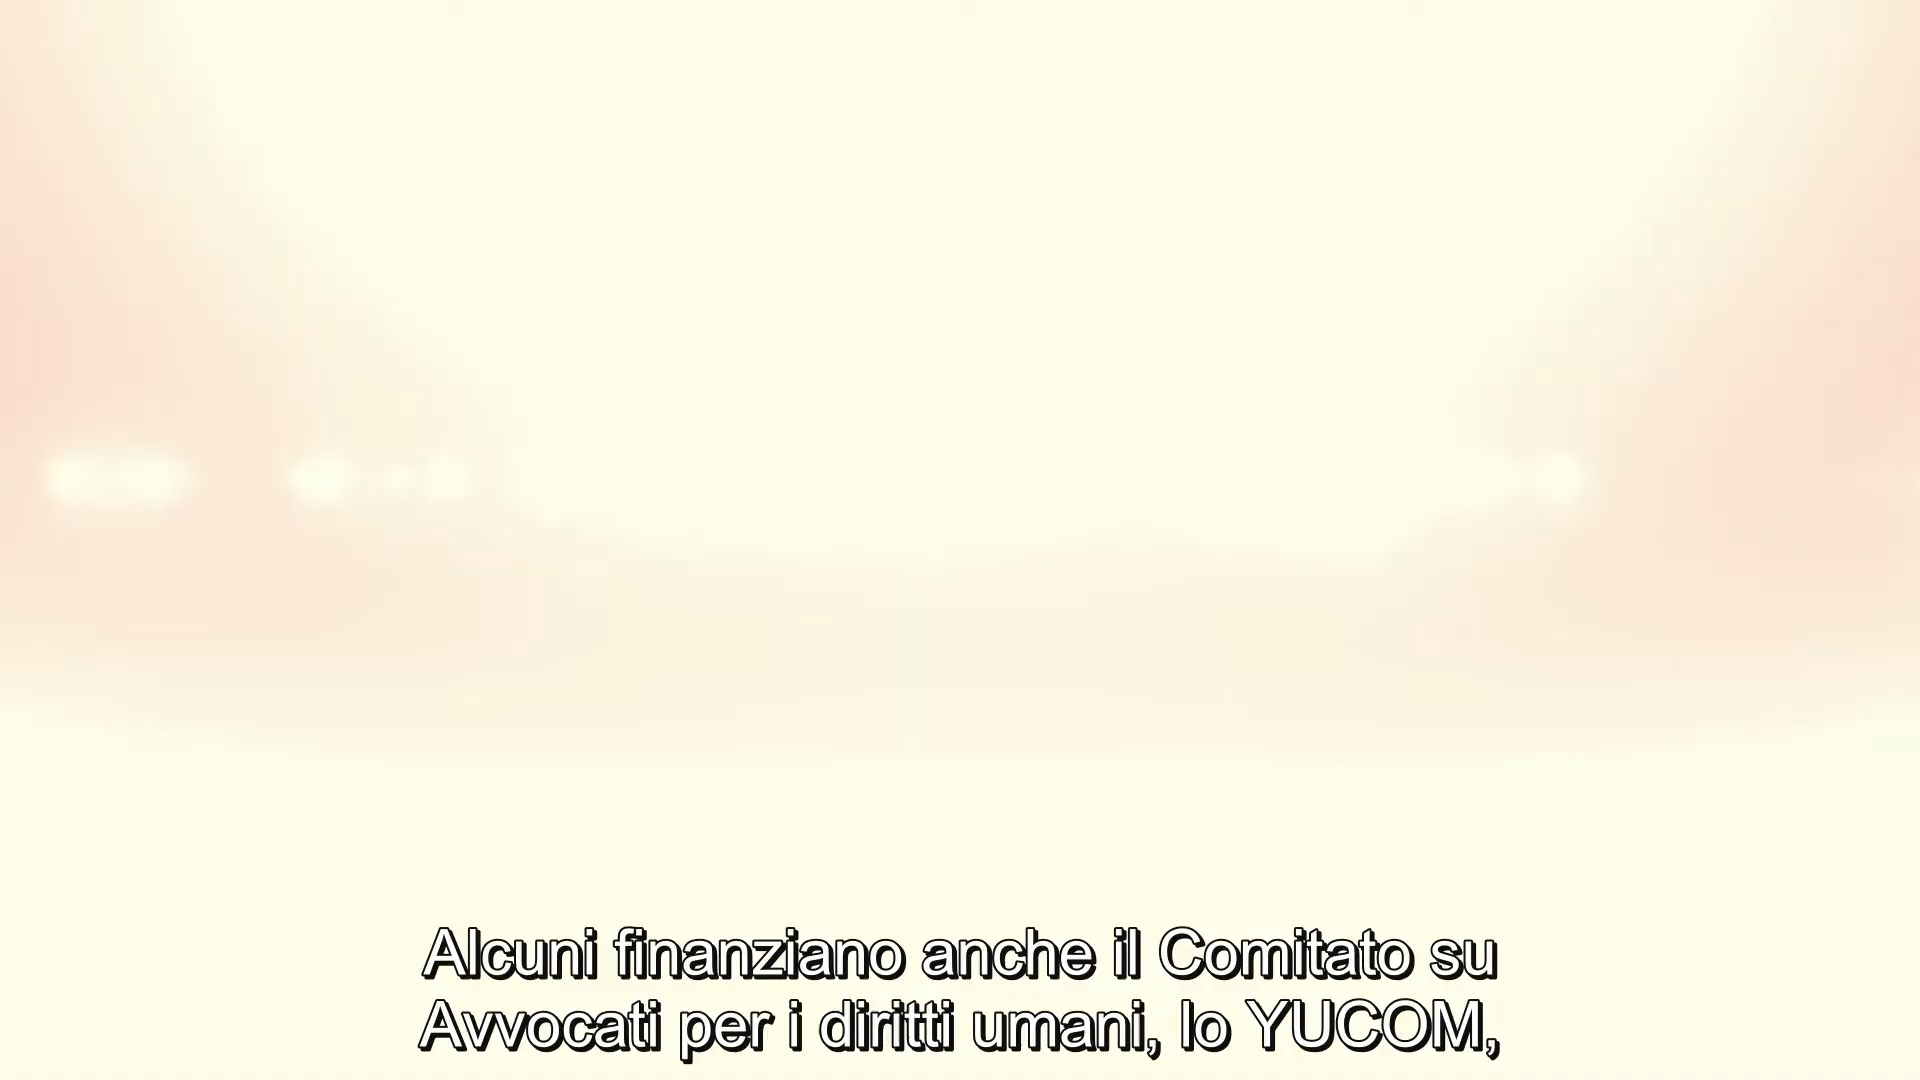 Alcuni finanziano anche il Comitato su
Avvocati per i diritti umani, lo YUCOM,